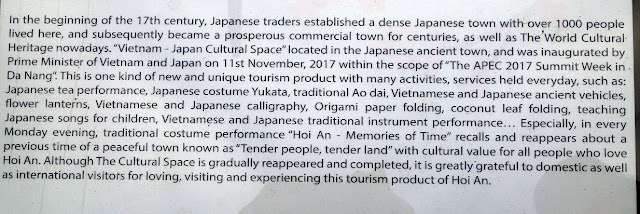 In the beginning of the 17th century, Japanese traders established a dense Japanese town with over 1000 people
lived here, and subsequently became a prosperous commercial town for centuries, as well as The World Cultural
Heritage nowadays. "Vietnam - Japan Cultural Space" located in the Japanese ancient town, and was inaugurated by
Prime Minister of Vietnam and Japan on 11st November, 2017 within the scope of "The APEC 2017 Summit Week in
Da Nang". This is one kind of new and unique tourism product with many activities, services held everyday, such as:
Japanese tea performance, Japanese costume Yukata, traditional Ao dai, Vietnamese and Japanese ancient vehicles,
flower lanterns, Vietnamese and Japanese calligraphy, Origami paper folding, coconut leaf folding, teaching
Japanese songs for children, Vietnamese and Japanese traditional instrument performance... Especially, in every
Monday evening, traditional costume performance "Hoi An - Memories of Time" recalls and reappears about a
previous time of a peaceful town known as "Tender people, tender land" with cultural value for all people who love
Hoi An. Although The Cultural Space is gradually reappeared and completed, it is greatly grateful to domestic as well
as international visitors for loving, visiting and experiencing this tourism product of Hoi An.